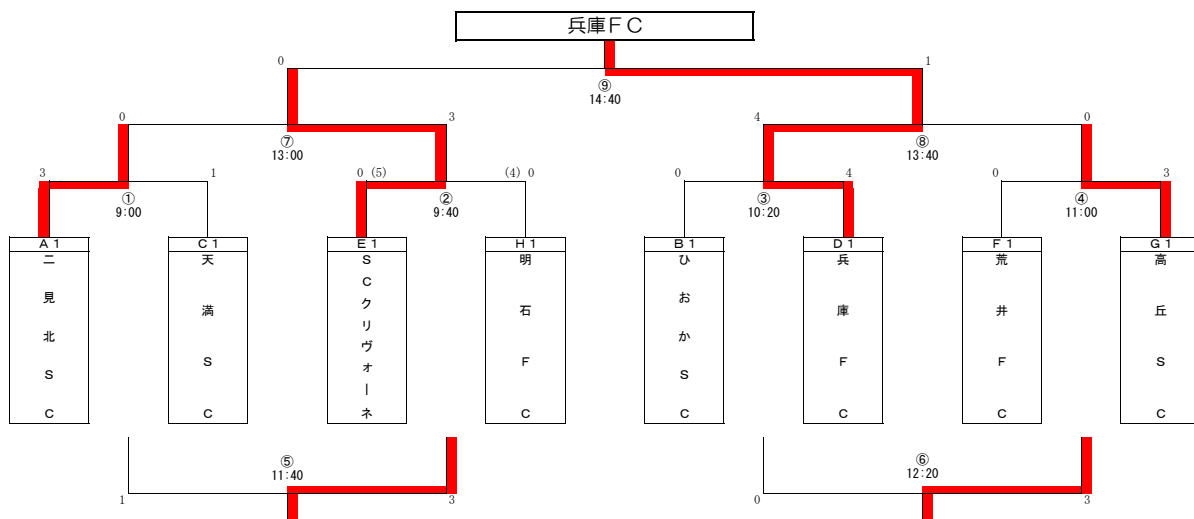 兵庫FC
0 1
⑨
14:40
0 3 4 0
⑦ ⑧
13:00 13:40
3 1 0 (5) (4) 0 0 4 0 3
① ② ③ ④
9:00 9:40 10:20 11:00
A1 C1 E1 H1 B1 D1 F1 G1
二見北SC
天満SC
SCクリヴォーネ
明石FC
ひおかSC
兵庫FC
荒井FC
高丘SC
⑤ ⑥
11:40 12:20
1 3 0 3